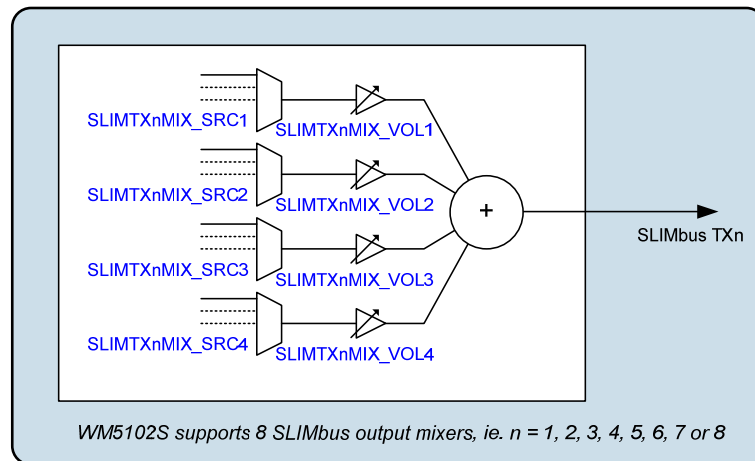 SLIMTXnMIX_SRC1
SLIMTXnMIX_VOL1
SLIMTXnMIX_SRC2
SLIMTXnMIX_VOL2
+
SLIMbus TXn
SLIMTXnMIX_SRC3
SLIMTXnMIX_VOL3
SLIMTXnMIX_SRC4
SLIMTXnMIX_VOL4
WM5102S supports 8 SLIMbus output mixers, ie. n = 1, 2, 3, 4, 5, 6, 7 or 8